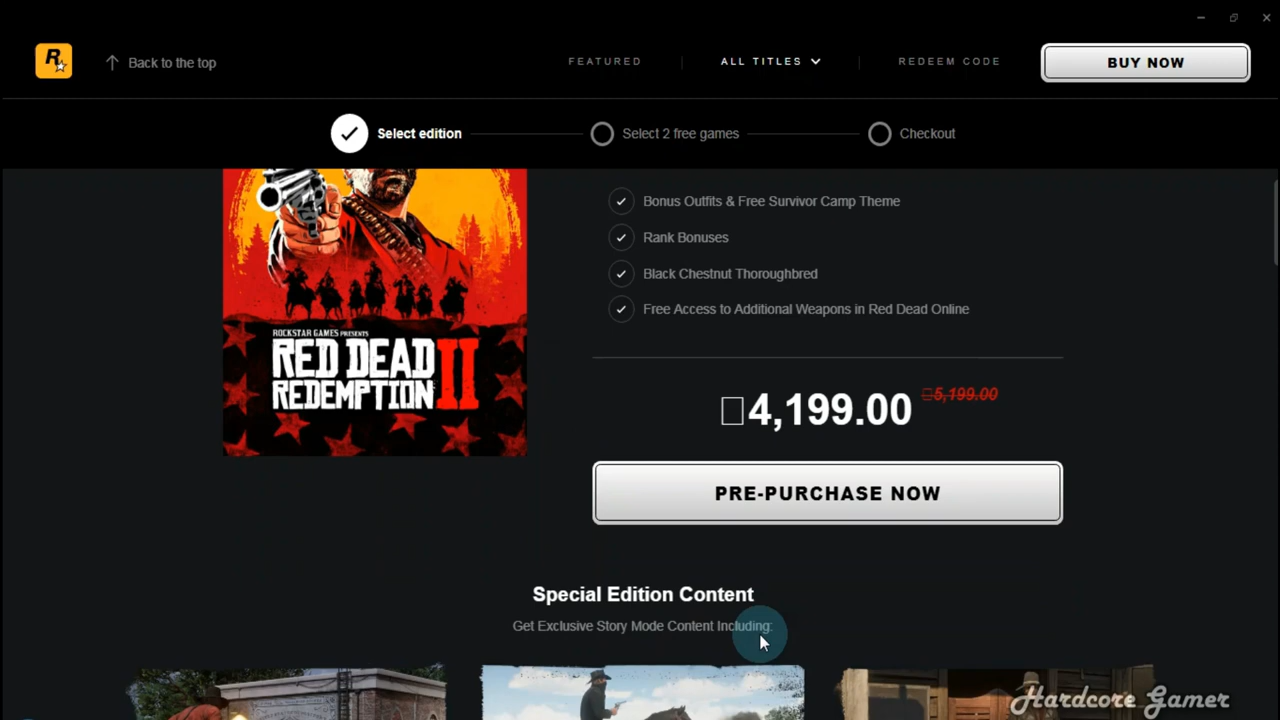 R
Back to the top
FEATURED
ALL TITLES
REDEEM CODE
BUY NOW
Select edition
Select 2 free games
Checkout
Bonus Outfits & Free Survivor Camp Theme
Rank Bonuses
Black Chestnut Thoroughbred
Free Access to Additional Weapons in Red Dead Online
ROCKSTAR GAMES PRESENTS
RED DEAD
REDEMPTION II
□4,199.00
□5,199.00
PRE-PURCHASE NOW
Special Edition Content
Get Exclusive Story Mode Content Including:
Hardcore Gamer